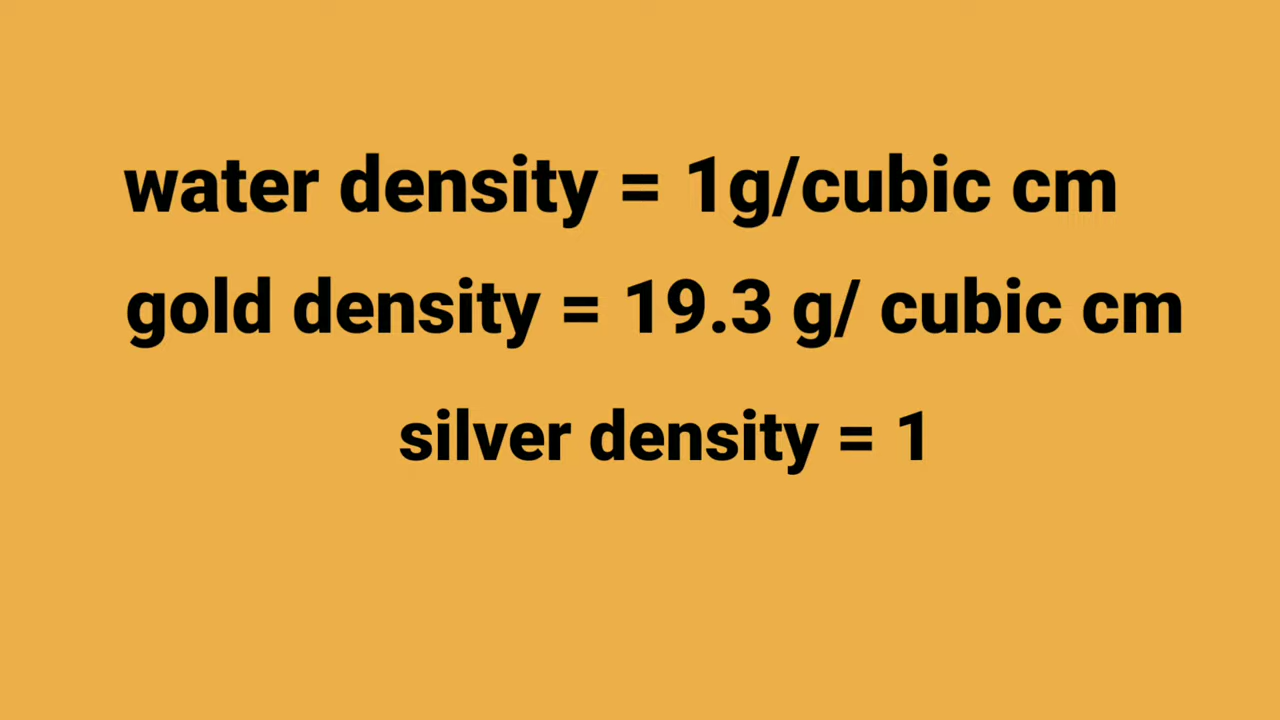 water density = 1g/cubic cm
gold density = 19.3 g/ cubic cm
silver density = 1